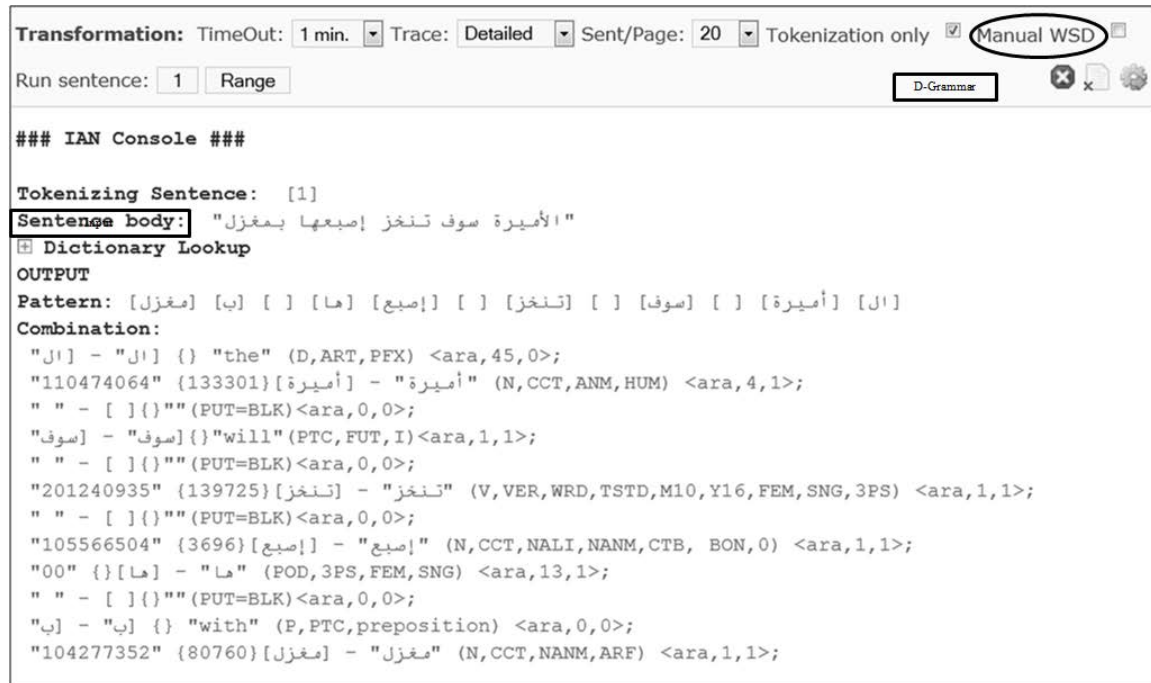 Transformation: TimeOut: 1 min. Trace: Detailed Sent/Page: 20 Tokenization only Manual WSD
Run sentence: 1 Range D-Grammar
### IAN Console ###
Tokenizing Sentence: [1]
Sentence body: "الأميرة سوف تنخز إصبعها بمغزل"
Dictionary Lookup
OUTPUT
Pattern: [ال] [أميرة] [ ] [سوف] [ ] [تنخز] [ ] [إصبع] [ها] [ ] [ب] [مغزل]
Combination:
"ال] - "ال] {} "the" (D,ART,PFX) <ara,45,0>;
"110474064" {133301}[أميرة] - "أميرة" (N,CCT,ANM,HUM) <ara,4,1>;
" " - [ ]{}""(PUT=BLK)<ara,0,0>;
"سوف] - "سوف]{}"will"(PTC,FUT,I)<ara,1,1>;
" " - [ ]{}""(PUT=BLK)<ara,0,0>;
"201240935" {139725}[تنخز] - "تنخز" (V,VER,WRD,TSTD,M10,Y16,FEM,SNG,3PS) <ara,1,1>;
" " - [ ]{}""(PUT=BLK)<ara,0,0>;
"105566504" {3696}[إصبع] - "إصبع" (N,CCT,NALI,NANM,CTB, BON,0) <ara,1,1>;
"00" {}[ها] - "ها" (POD,3PS,FEM,SNG) <ara,13,1>;
" " - [ ]{}""(PUT=BLK)<ara,0,0>;
"ب] - "ب] {} "with" (P,PTC,preposition) <ara,0,0>;
"104277352" {80760}[مغزل] - "مغزل" (N,CCT,NANM,ARF) <ara,1,1>;